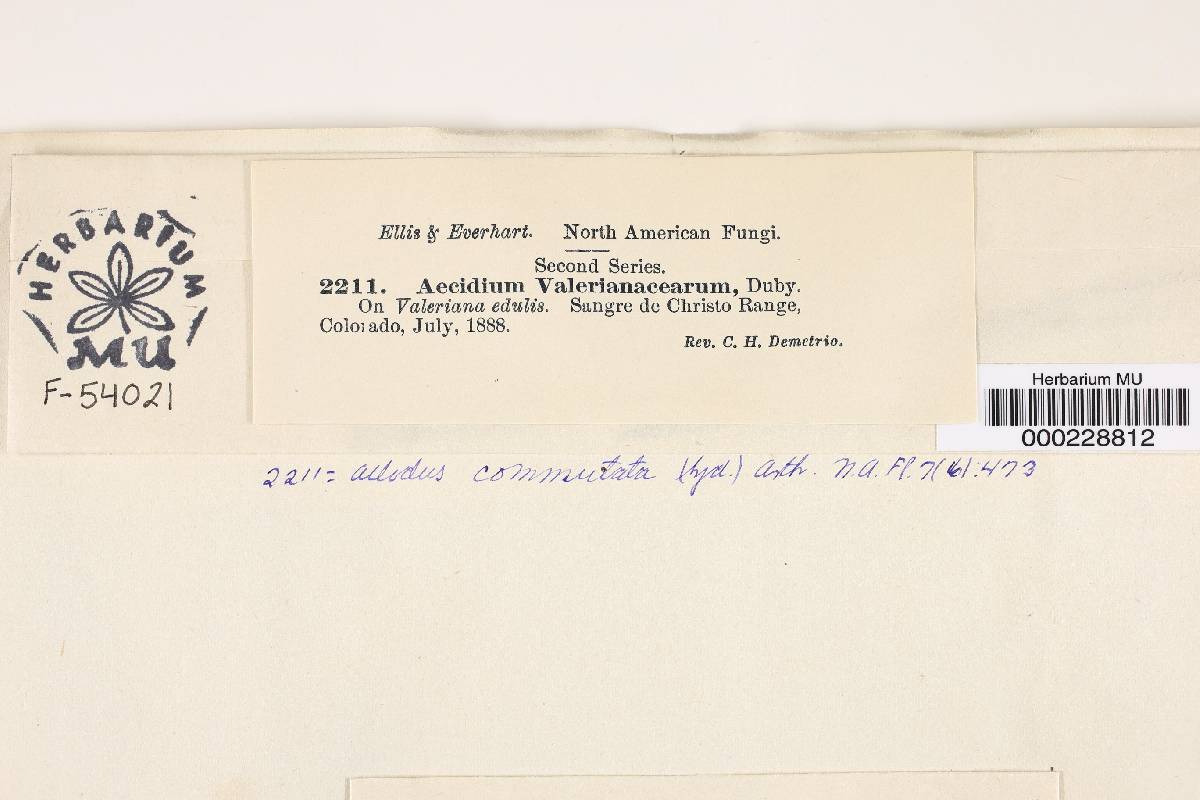 HERBARIUM
MU
F-54021
Ellis & Everhart. North American Fungi.
Second Series.
2211. Aecidium Valerianacearum, Duby.
On Valeriana edulis. Sangre de Christo Range,
Colorado, July, 1888.
Rev. C. H. Demetrio.
Herbarium MU
000228812
2211= Allodus commutata (Syd.) Arth. N.A.Fl. 7(6):473